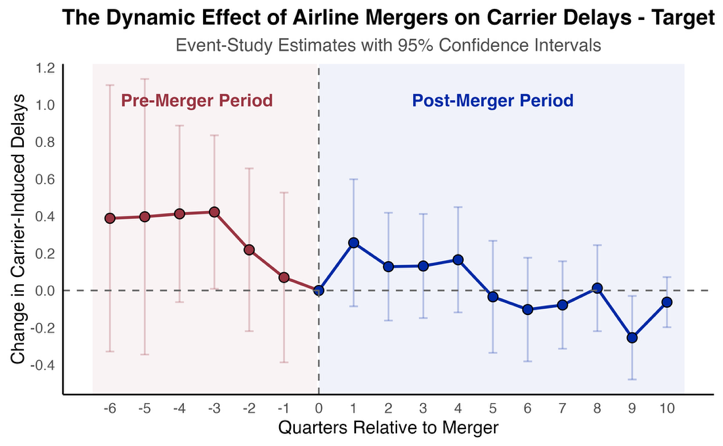 The Dynamic Effect of Airline Mergers on Carrier Delays - Target
Event-Study Estimates with 95% Confidence Intervals
Change in Carrier-Induced Delays
1.2
1.0
0.8
0.6
0.4
0.2
0.0
-0.2
-0.4
Pre-Merger Period
Post-Merger Period
-6 -5 -4 -3 -2 -1 0 1 2 3 4 5 6 7 8 9 10
Quarters Relative to Merger